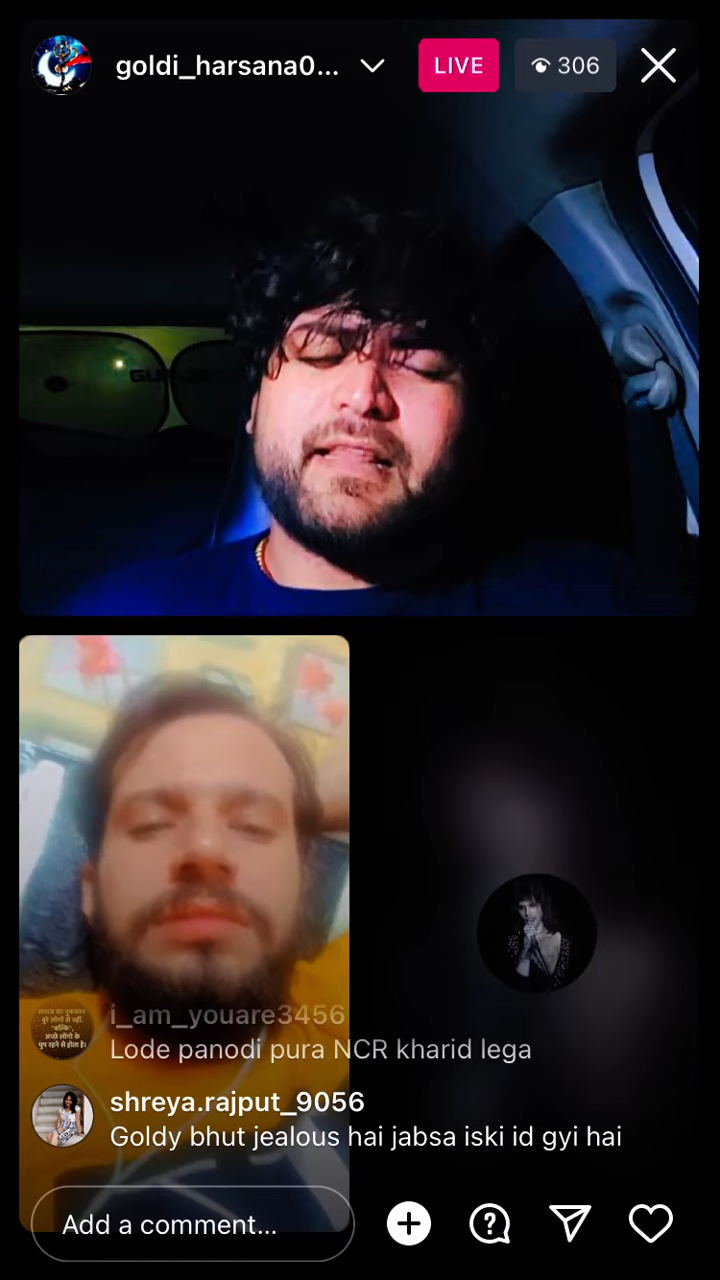 goldi_harsana0...
LIVE
306
i_am_youare3456
Lode panodi pura NCR kharid lega
shreya.rajput_9056
Goldy bhut jealous hai jabsa iski id gyi hai
Add a comment...